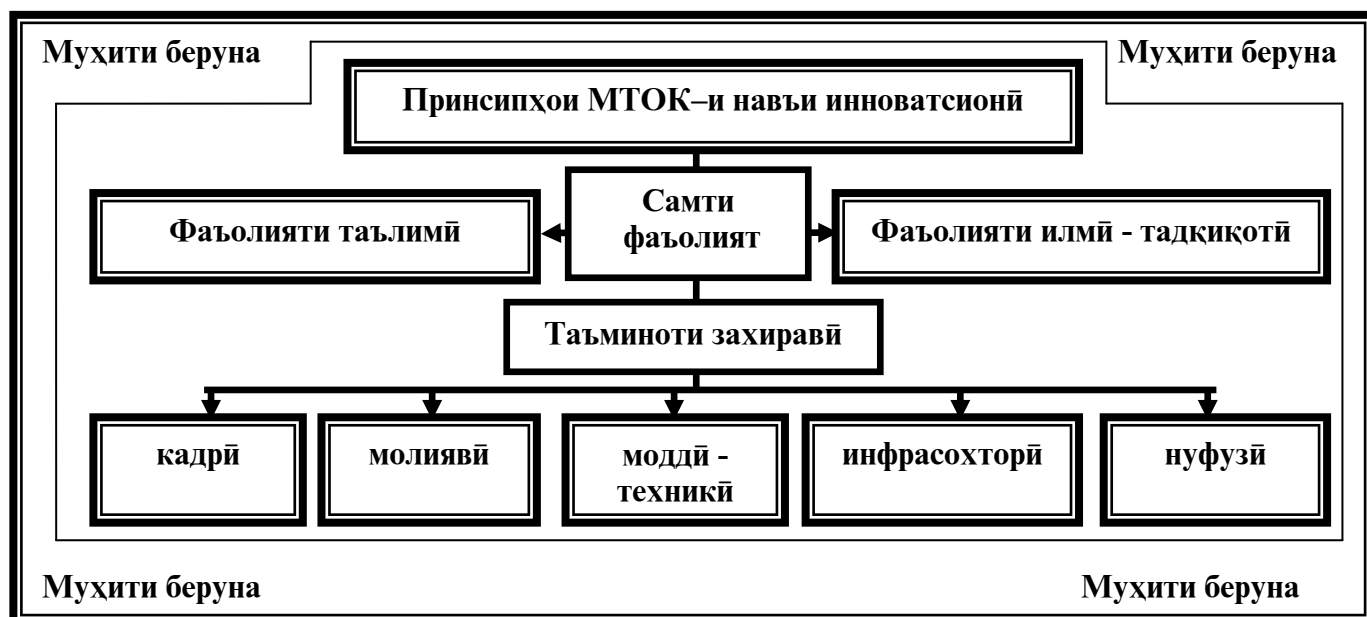 Муҳити беруна
Муҳити беруна
Принсипҳои МТОК–и навъи инноватсионӣ
Фаъолияти таълимӣ
Самти
фаъолият
Фаъолияти илмӣ - тадқиқотӣ
Таъминоти захиравӣ
кадрӣ
молиявӣ
моддӣ -
техникӣ
инфрасохторӣ
нуфузӣ
Муҳити беруна
Муҳити беруна